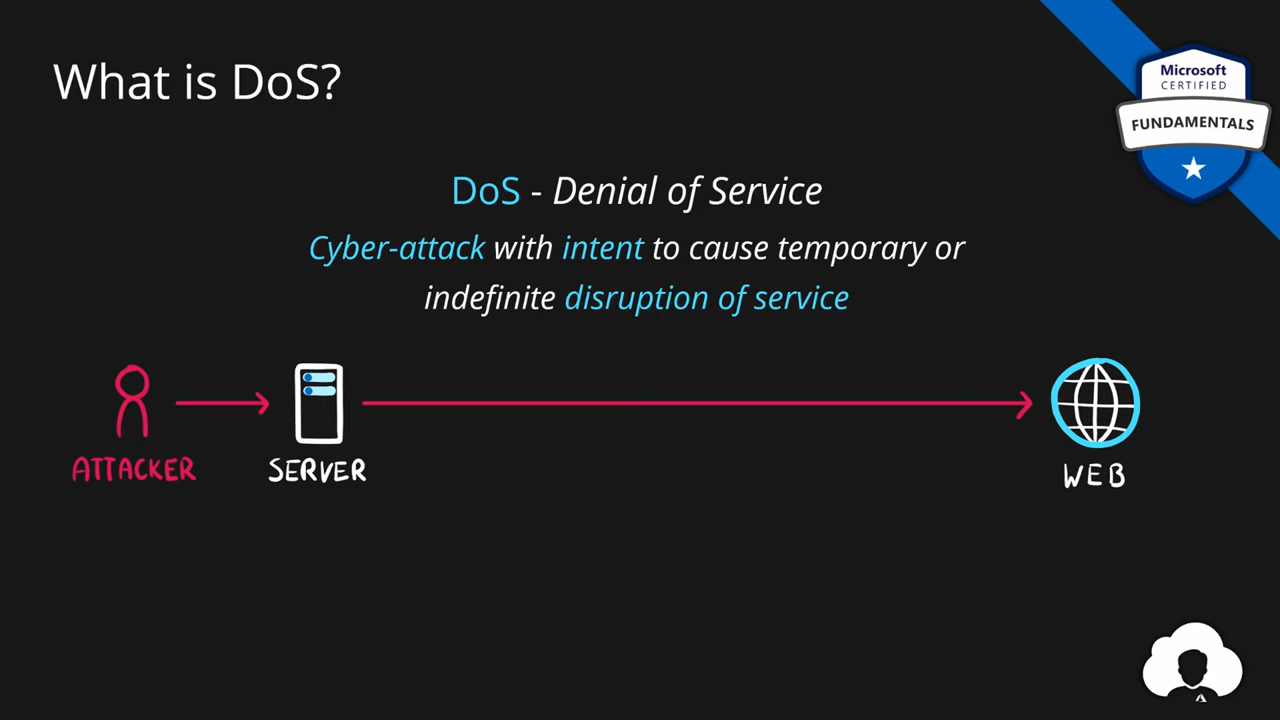 What is DoS?
Microsoft
CERTIFIED
FUNDAMENTALS
DoS - Denial of Service
Cyber-attack with intent to cause temporary or
indefinite disruption of service
ATTACKER
SERVER
WEB